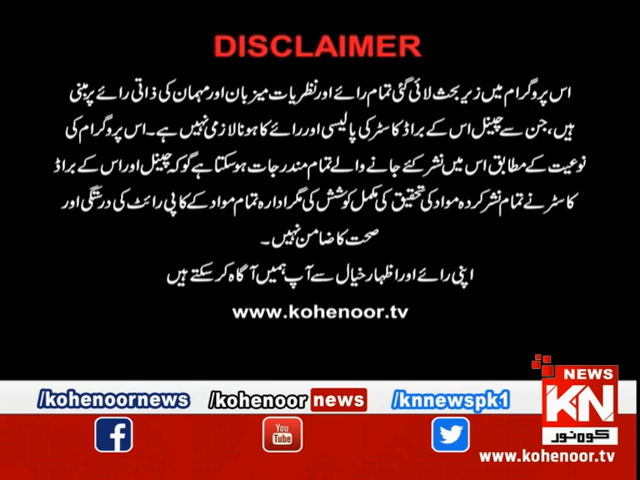 DISCLAIMER
اس پروگرام میں زیر بحث لائی گئی تمام رائے اور نظریات میزبان اور مہمان کی ذاتی رائے پر مبنی
ہیں، جن سے چینل اس کے براڈ کاسٹر کی پالیسی اور رائے کا ہونا لازمی نہیں ہے۔ اس پروگرام کی
نوعیت کے مطابق اس میں نشر کئے جانے والے تمام مندرجات ہوسکتا ہے گو کہ چینل اور اس کے براڈ
کاسٹر نے تمام نشر کردہ مواد کی تحقیق کی مکمل کوشش کی مگر ادارہ تمام مواد کے کاپی رائٹ کی درستگی اور
صحت کا ضامن نہیں۔
اپنی رائے اور اظہار خیال سے آپ ہمیں آگاہ کر سکتے ہیں
www.kohenoor.tv
/kohenoornews /kohenoor news /knnewspk1
You Tube
NEWS
KN
کوہ نور
www.kohenoor.tv